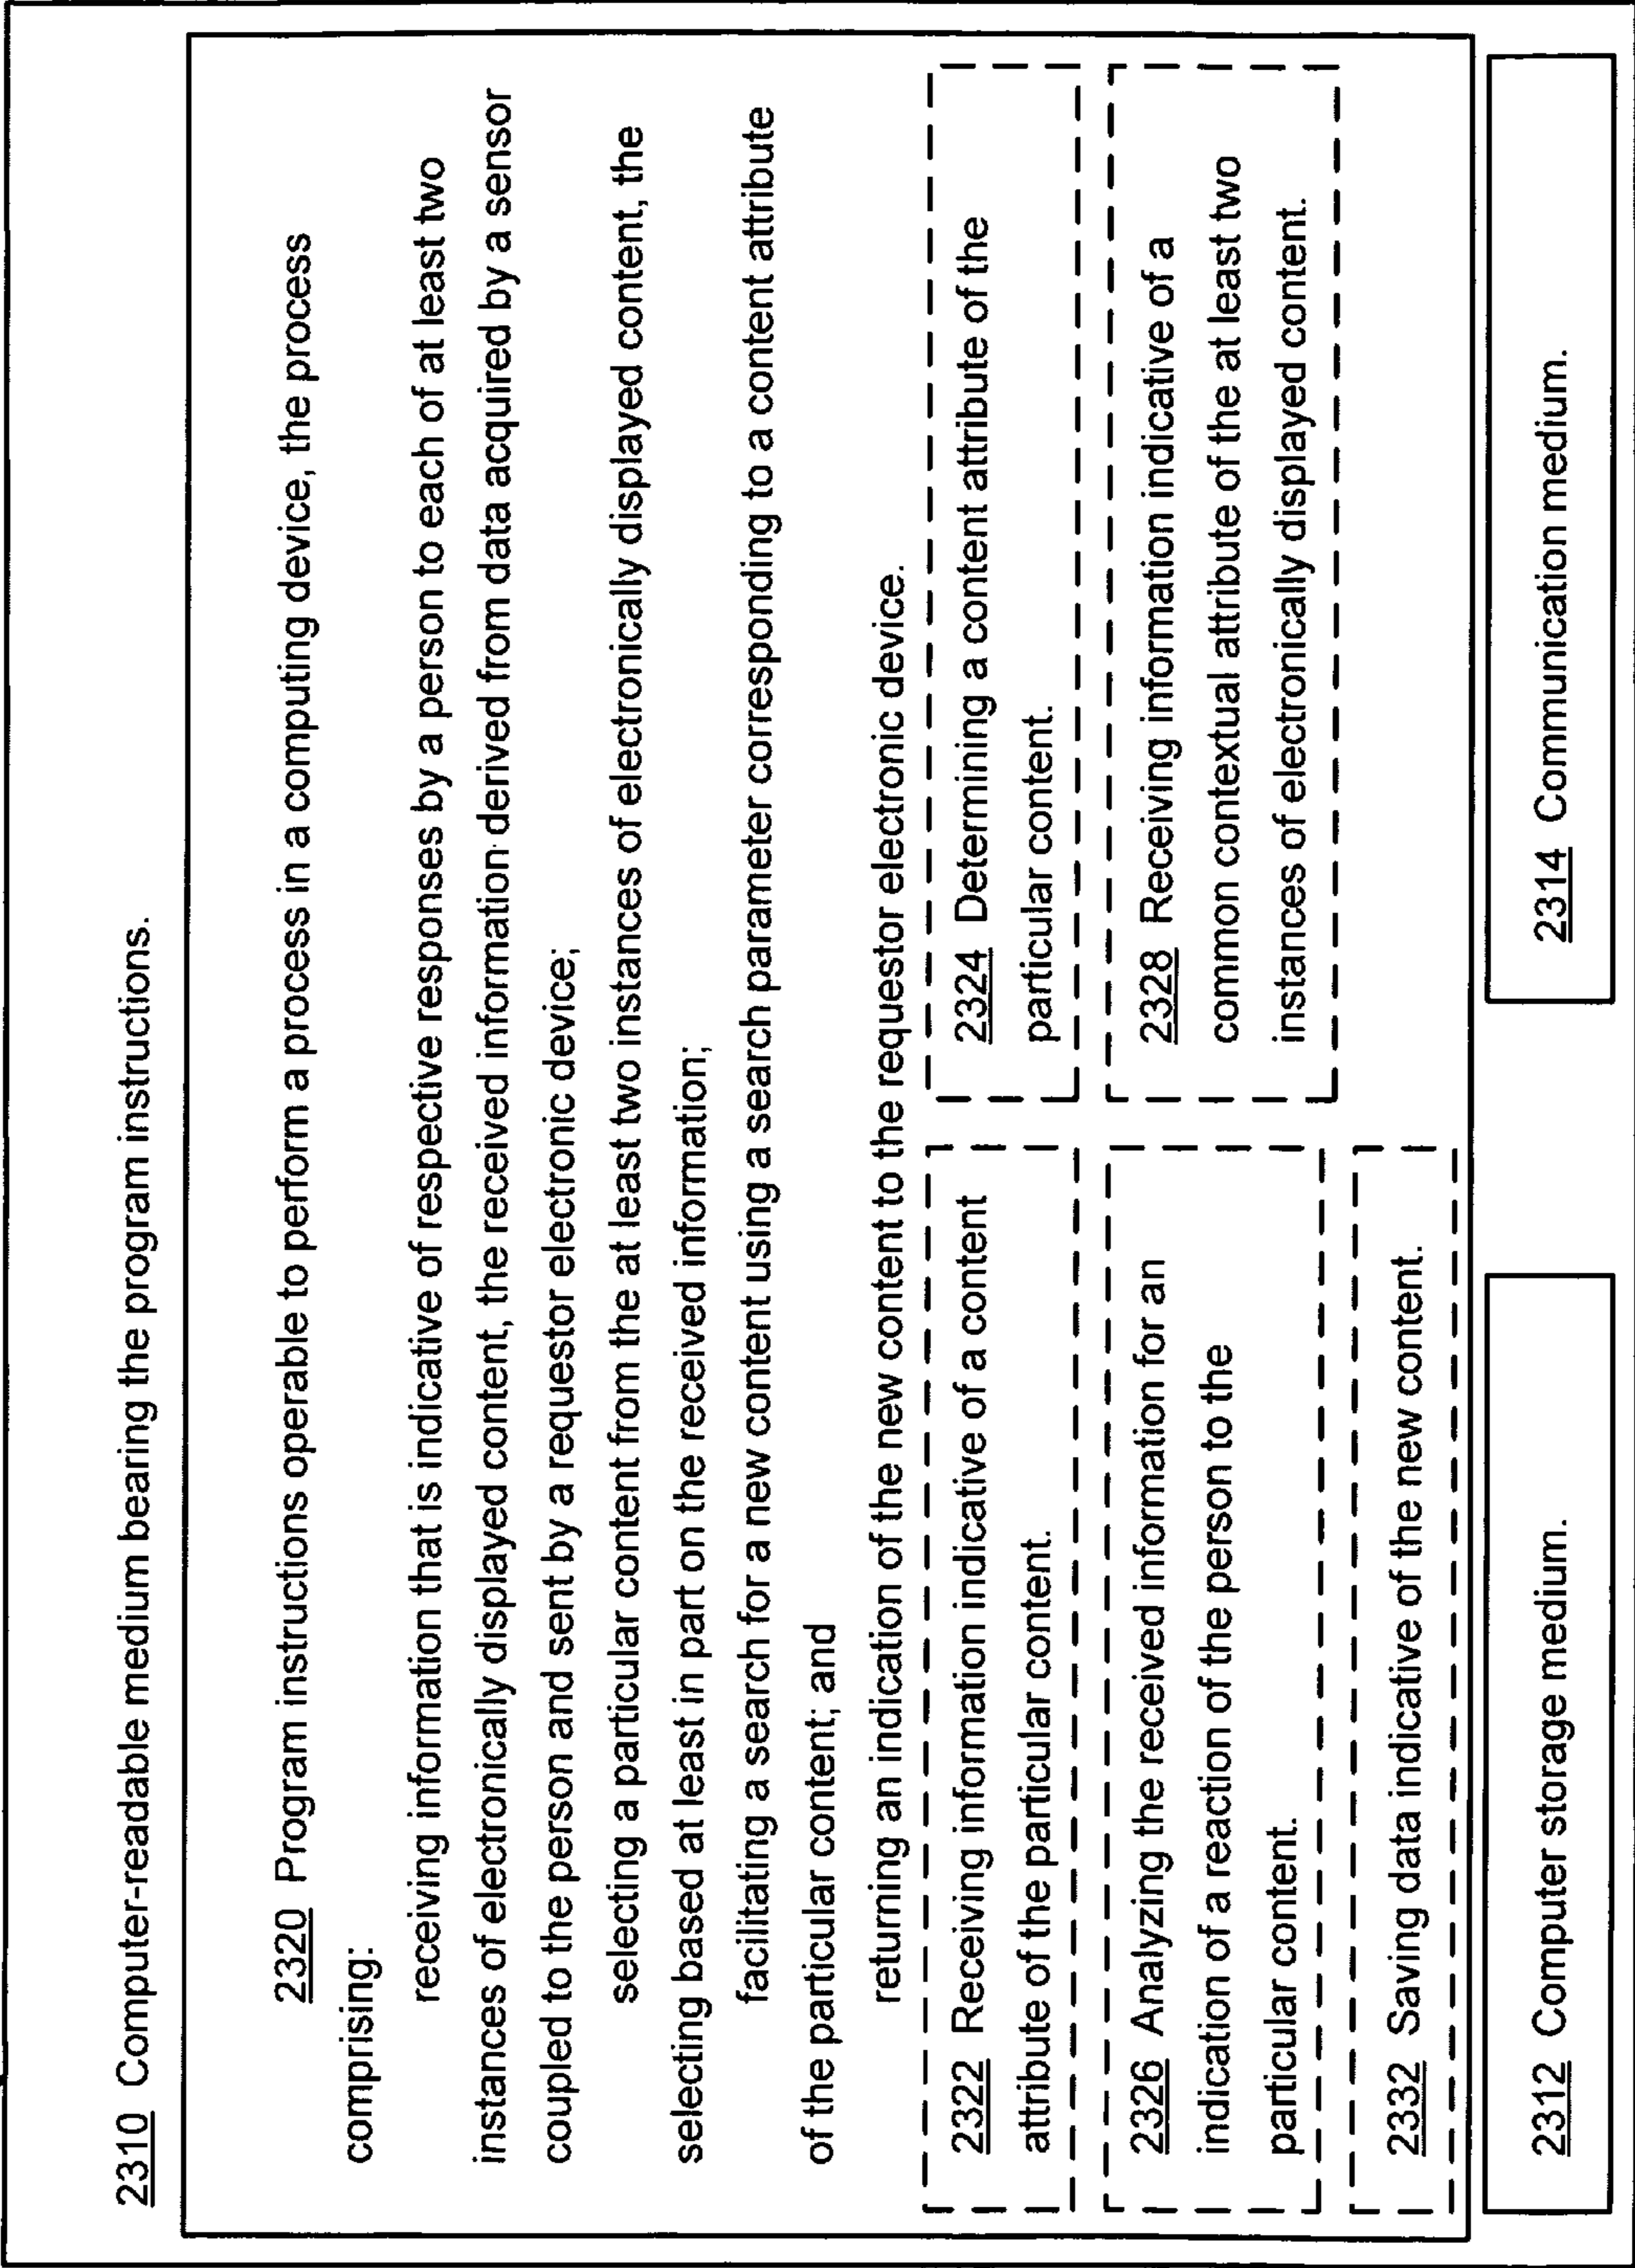 2310 Computer-readable medium bearing the program instructions.
2320 Program instructions operable to perform a process in a computing device, the process
comprising:
receiving information that is indicative of respective responses by a person to each of at least two
instances of electronically displayed content, the received information derived from data acquired by a sensor
coupled to the person and sent by a requestor electronic device;
selecting a particular content from the at least two instances of electronically displayed content, the
selecting based at least in part on the received information;
facilitating a search for a new content using a search parameter corresponding to a content attribute
of the particular content; and
returning an indication of the new content to the requestor electronic device.
2322 Receiving information indicative of a content
attribute of the particular content.
2324 Determining a content attribute of the
particular content.
2326 Analyzing the received information for an
indication of a reaction of the person to the
particular content.
2328 Receiving information indicative of a
common contextual attribute of the at least two
instances of electronically displayed content.
2332 Saving data indicative of the new content.
2312 Computer storage medium.
2314 Communication medium.